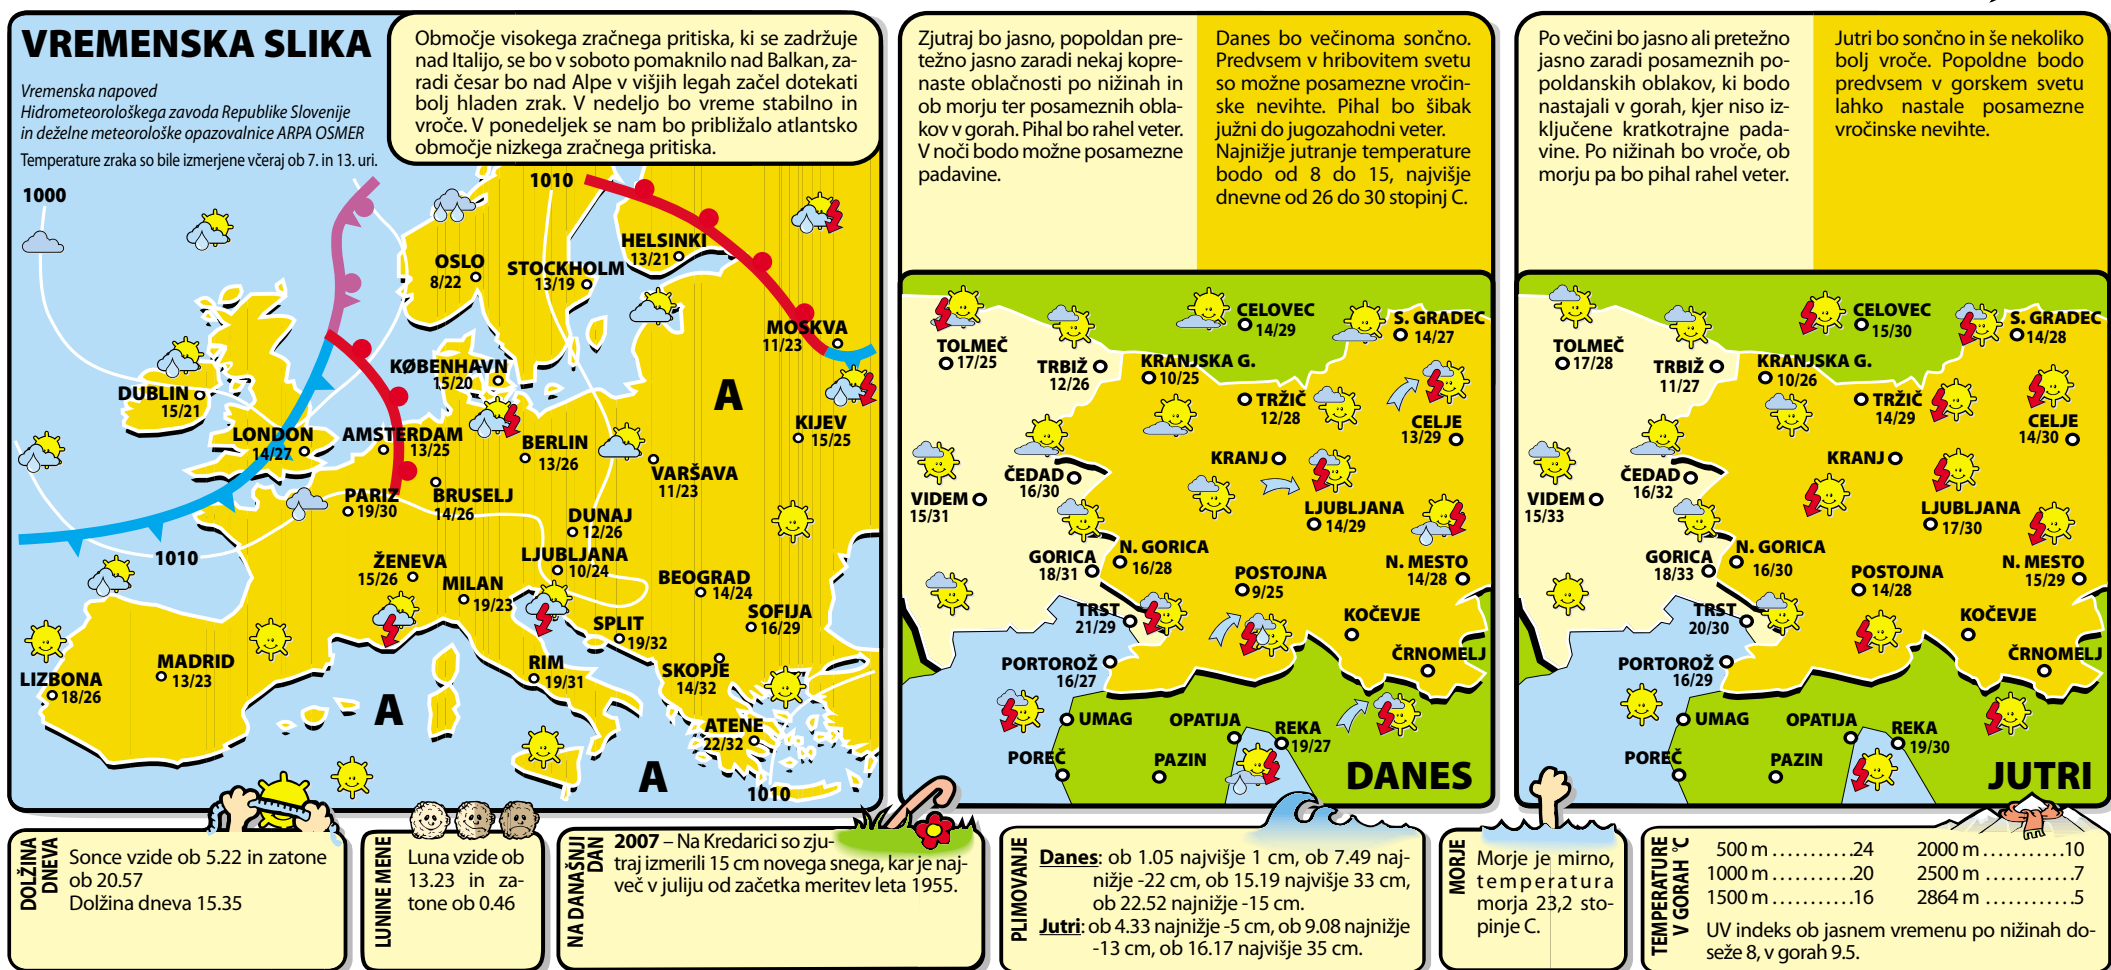 VREMENSKA SLIKA
Vremenska napoved
Hidrometeorološkega zavoda Republike Slovenije
in deželne meteorološke opazovalnice ARPA OSMER
Temperature zraka so bile izmerjene včeraj ob 7. in 13. uri.
Območje visokega zračnega pritiska, ki se zadržuje
nad Italijo, se bo v soboto pomaknilo nad Balkan, za-
radi česar bo nad Alpe v višjih legah začel dotekati
bolj hladen zrak. V nedeljo bo vreme stabilno in
vroče. V ponedeljek se nam bo približalo atlantsko
območje nizkega zračnega pritiska.
1000
1010
HELSINKI
13/21
OSLO
8/22
STOCKHOLM
13/19
MOSKVA
11/23
KØBENHAVN
15/20
DUBLIN
15/21
A
KIJEV
15/25
LONDON
14/27
AMSTERDAM
13/25
BERLIN
13/26
VARŠAVA
11/23
PARIZ
19/30
BRUSELJ
14/26
DUNAJ
12/26
1010
ŽENEVA
15/26
LJUBLJANA
10/24
MILAN
19/23
BEOGRAD
14/24
SOFIJA
16/29
SPLIT
19/32
MADRID
13/23
LIZBONA
18/26
RIM
19/31
SKOPJE
14/32
A
ATENE
22/32
A
1010
Zjutraj bo jasno, popoldan pre-
težno jasno zaradi nekaj kopre-
naste oblačnosti po nižinah in
ob morju ter posameznih obla-
kov v gorah. Pihal bo rahel veter.
V noči bodo možne posamezne
padavine.
Danes bo večinoma sončno.
Predvsem v hribovitem svetu
so možne posamezne vročin-
ske nevihte. Pihal bo šibak
južni do jugozahodni veter.
Najnižje jutranje temperature
bodo od 8 do 15, najvišje
dnevne od 26 do 30 stopinj C.
CELOVEC
14/29
S. GRADEC
14/27
TOLMEČ
17/25
TRBIŽ
12/26
KRANJSKA G.
10/25
TRŽIČ
12/28
CELJE
13/29
KRANJ
ČEDAD
16/30
VIDEM
15/31
LJUBLJANA
14/29
GORICA
18/31
N. GORICA
16/28
POSTOJNA
9/25
N. MESTO
14/28
TRST
21/29
KOČEVJE
PORTOROŽ
16/27
ČRNOMELJ
UMAG
OPATIJA
REKA
19/27
POREČ
PAZIN
DANES
Po večini bo jasno ali pretežno
jasno zaradi posameznih po-
poldanskih oblakov, ki bodo
nastajali v gorah, kjer niso iz-
ključene kratkotrajne pada-
vine. Po nižinah bo vroče, ob
morju pa bo pihal rahel veter.
Jutri bo sončno in še nekoliko
bolj vroče. Popoldne bodo
predvsem v gorskem svetu
lahko nastale posamezne
vročinske nevihte.
CELOVEC
15/30
S. GRADEC
14/28
TOLMEČ
17/28
TRBIŽ
11/27
KRANJSKA G.
10/26
TRŽIČ
14/29
CELJE
14/30
KRANJ
ČEDAD
16/32
VIDEM
15/33
LJUBLJANA
17/30
GORICA
18/33
N. GORICA
16/30
POSTOJNA
14/28
N. MESTO
15/29
TRST
20/30
KOČEVJE
PORTOROŽ
16/29
ČRNOMELJ
UMAG
OPATIJA
REKA
19/30
POREČ
PAZIN
JUTRI
DOLŽINA
DNEVA
Sonce vzide ob 5.22 in zatone
ob 20.57
Dolžina dneva 15.35
LUNINE MENE
Luna vzide ob
13.23 in za-
tone ob 0.46
NA DANAŠNJI
DAN
2007 – Na Kredarici so zju-
traj izmerili 15 cm novega snega, kar je naj-
več v juliju od začetka meritev leta 1955.
PLIMOVANJE
Danes: ob 1.05 najvišje 1 cm, ob 7.49 naj-
nižje -22 cm, ob 15.19 najvišje 33 cm,
ob 22.52 najnižje -15 cm.
Jutri: ob 4.33 najnižje -5 cm, ob 9.08 najnižje
-13 cm, ob 16.17 najvišje 35 cm.
MORJE
Morje je mirno,
temperatura
morja 23,2 sto-
pinje C.
TEMPERATURE
V GORAH °C
500 m ...........24
1000 m ..........20
1500 m ..........16
2000 m ..........10
2500 m ...........7
2864 m ...........5
UV indeks ob jasnem vremenu po nižinah do-
seže 8, v gorah 9.5.